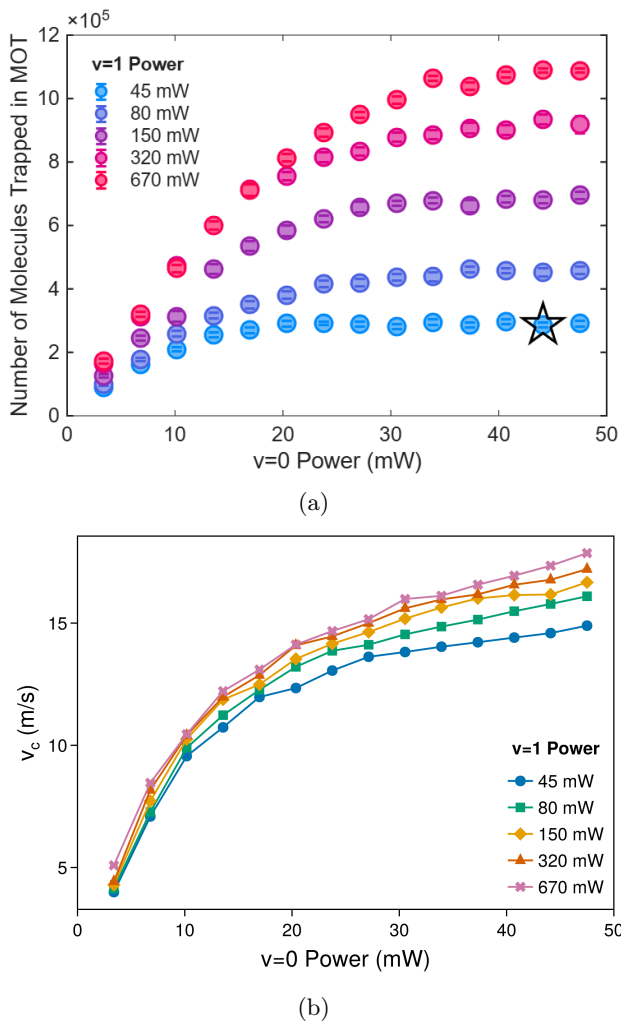 ×10⁵
12
10
8
6
4
2
0
Number of Molecules Trapped in MOT
v=1 Power
45 mW
80 mW
150 mW
320 mW
670 mW
0 10 20 30 40 50
v=0 Power (mW)
(a)
15
10
5
v_c (m/s)
v=1 Power
45 mW
80 mW
150 mW
320 mW
670 mW
0 10 20 30 40 50
v=0 Power (mW)
(b)